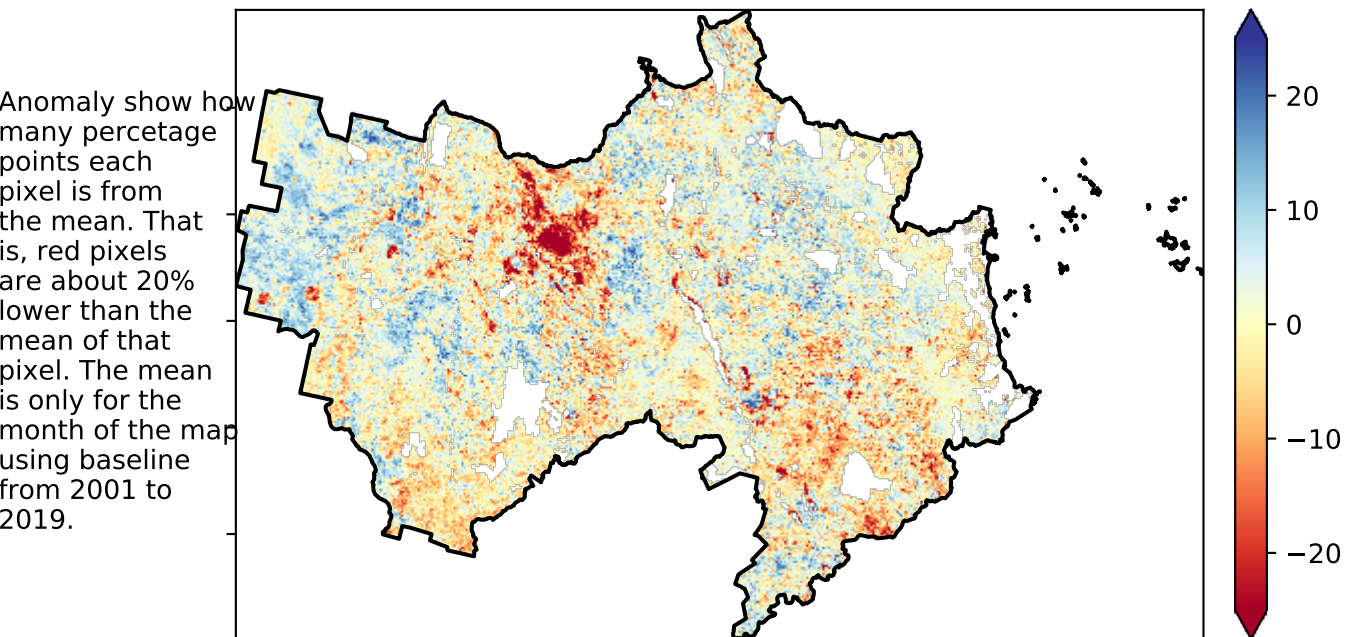 Anomaly show how
many percetage
points each
pixel is from
the mean. That
is, red pixels
are about 20%
lower than the
mean of that
pixel. The mean
is only for the
month of the map
using baseline
from 2001 to
2019.
20
10
0
−10
−20